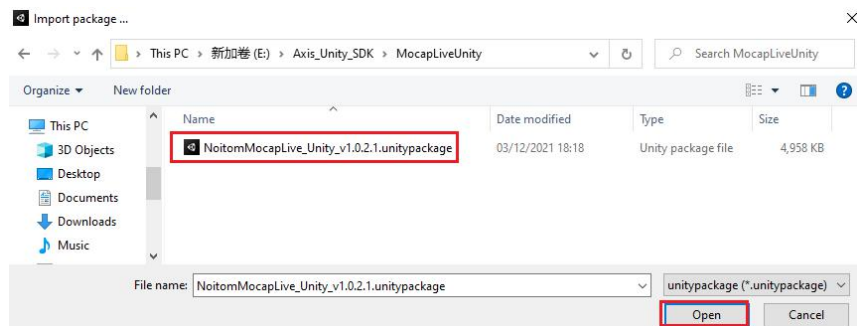 Import package ...
This PC > 新加卷 (E:) > Axis_Unity_SDK > MocapLiveUnity
Search MocapLiveUnity
Organize
New folder
Name
Date modified
Type
Size
This PC
3D Objects
Desktop
Documents
Downloads
Music
NoitomMocapLive_Unity_v1.0.2.1.unitypackage
03/12/2021 18:18
Unity package file
4,958 KB
File name:
NoitomMocapLive_Unity_v1.0.2.1.unitypackage
unitypackage (*.unitypackage)
Open
Cancel